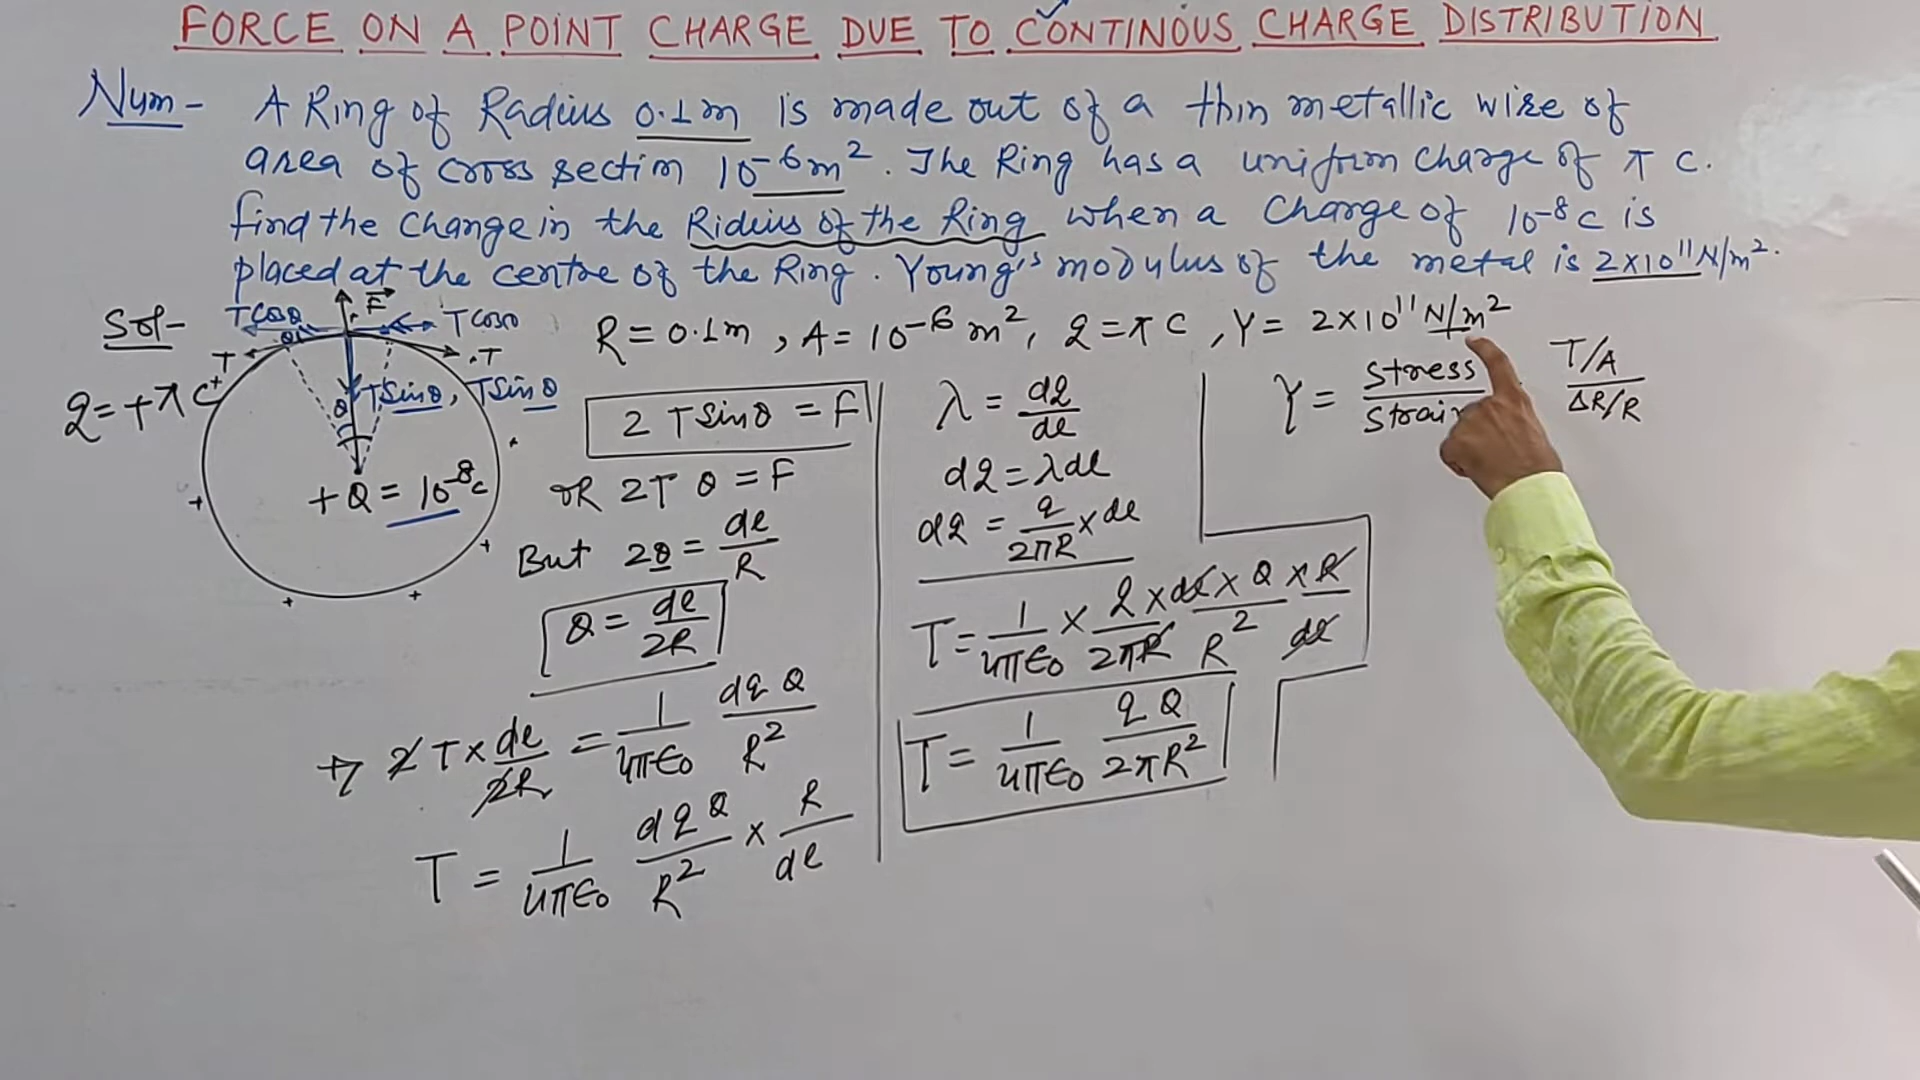 FORCE ON A POINT CHARGE DUE TO CONTINOUS CHARGE DISTRIBUTION
Num- A Ring of Radius 0.1m is made out of a thin metallic wire of
area of cross section 10⁻⁶m². The Ring has a uniform charge of π C.
find the change in the Ridius of the Ring when a charge of 10⁻⁸C is
placed at the centre of the Ring. Young's modulus of the metal is 2×10¹¹N/m².
Sol- R = 0.1m, A = 10⁻⁶ m², q = π C, Y = 2×10¹¹ N/m²
Tcosθ F Tcosθ
θ
T T
q = +π C
Tsinθ, Tsinθ
θ
+Q = 10⁻⁸c
2 T sinθ = F
OR 2T θ = F
But 2θ = dl/R
θ = dl/2R
⇒ 2 T × dl/2R = 1/4πε₀ dq Q/R²
T = 1/4πε₀ dq Q/R² × R/dl
λ = dq/dl
dq = λdl
dq = q/2πR × dl
T = 1/4πε₀ × q/2πR × dl × Q/R² × R/dl
T = 1/4πε₀ qQ/2πR²
Y = Stress/Strain T/A / ΔR/R